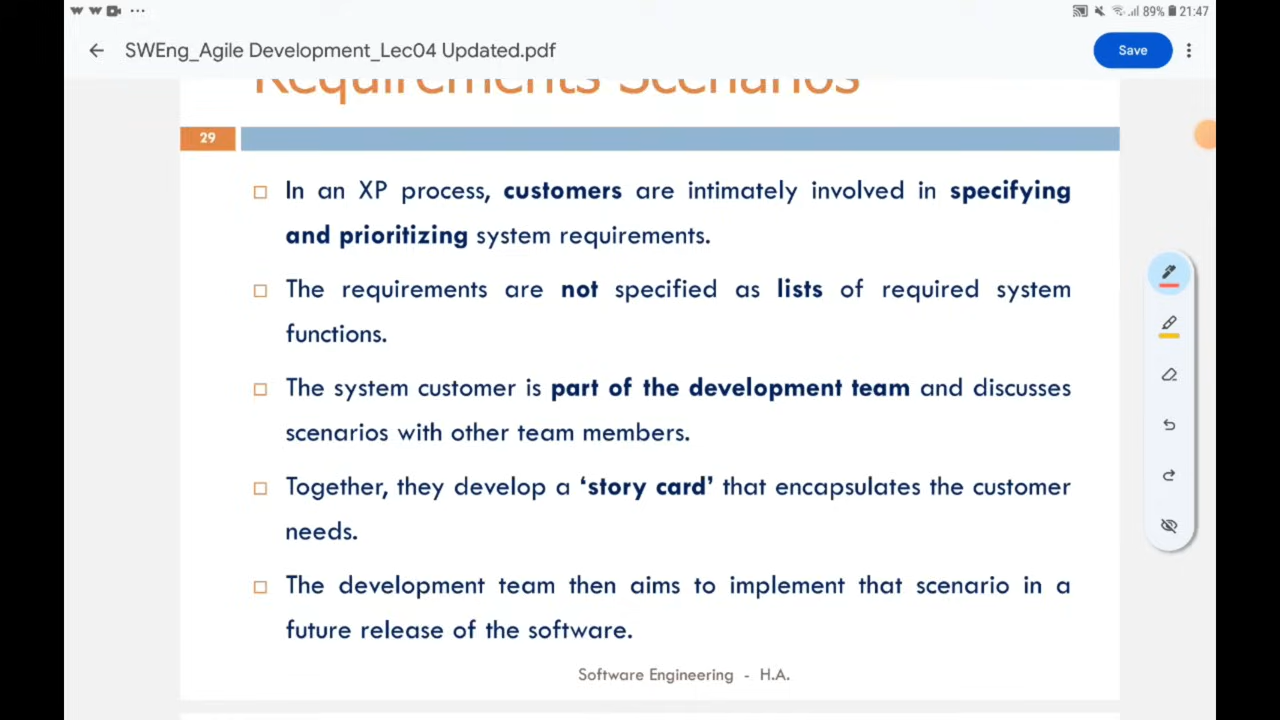 89% 21:47
SWEng_Agile Development_Lec04 Updated.pdf
Save
Requirements Scenarios
29
In an XP process, customers are intimately involved in specifying
and prioritizing system requirements.
The requirements are not specified as lists of required system
functions.
The system customer is part of the development team and discusses
scenarios with other team members.
Together, they develop a ‘story card’ that encapsulates the customer
needs.
The development team then aims to implement that scenario in a
future release of the software.
Software Engineering - H.A.